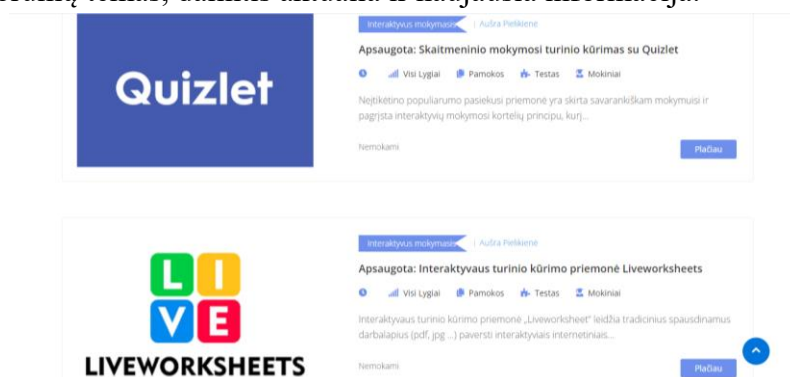 Interaktyvus mokymasis | Aušra Pielikienė
Apsaugota: Skaitmeninio mokymosi turinio kūrimas su Quizlet
Visi Lygiai Pamokos Testas Mokiniai
Quizlet
Neįtikėtino populiarumo pasiekusi priemonė yra skirta savarankiškam mokymuisi ir
pagrįsta interaktyvių mokymosi kortelių principu, kurį...
Nemokami
Plačiau
Interaktyvus mokymasis | Aušra Pielikienė
Apsaugota: Interaktyvaus turinio kūrimo priemonė Liveworksheets
Visi Lygiai Pamokos Testas Mokiniai
LIVE
LIVEWORKSHEETS
Interaktyvaus turinio kūrimo priemonė „Liveworksheet" leidžia tradicinius spausdinamus
darbalapius (pdf, jpg ...) paversti interaktyviais internetiniais...
Nemokami
Plačiau